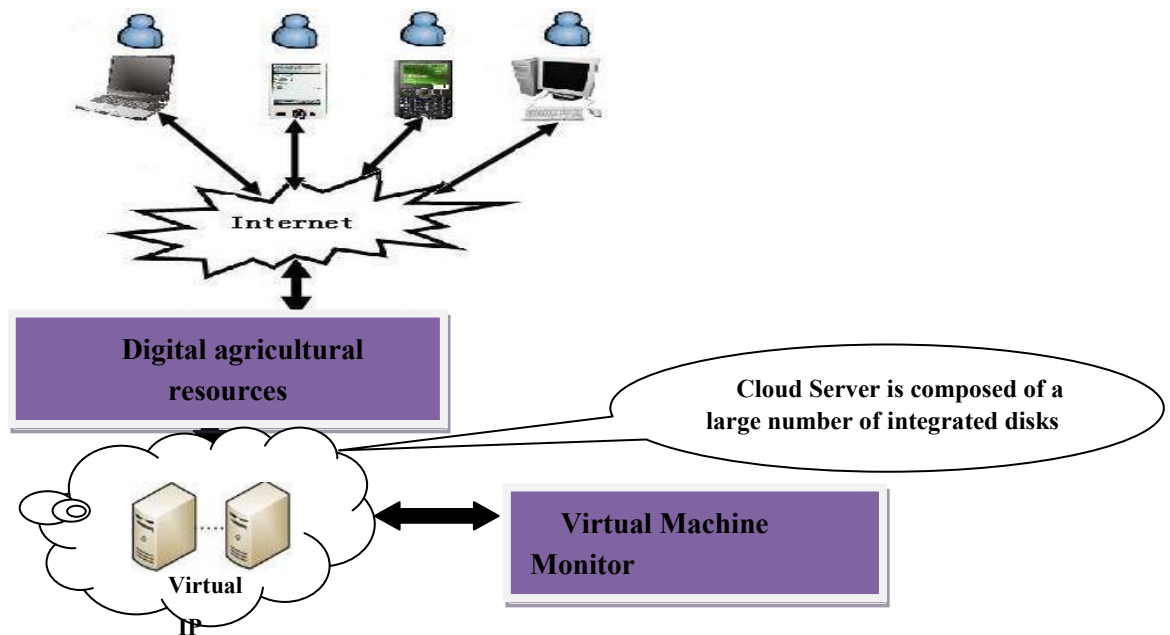 Internet
Digital agricultural
resources
Cloud Server is composed of a
large number of integrated disks
Virtual Machine
Monitor
Virtual
IP